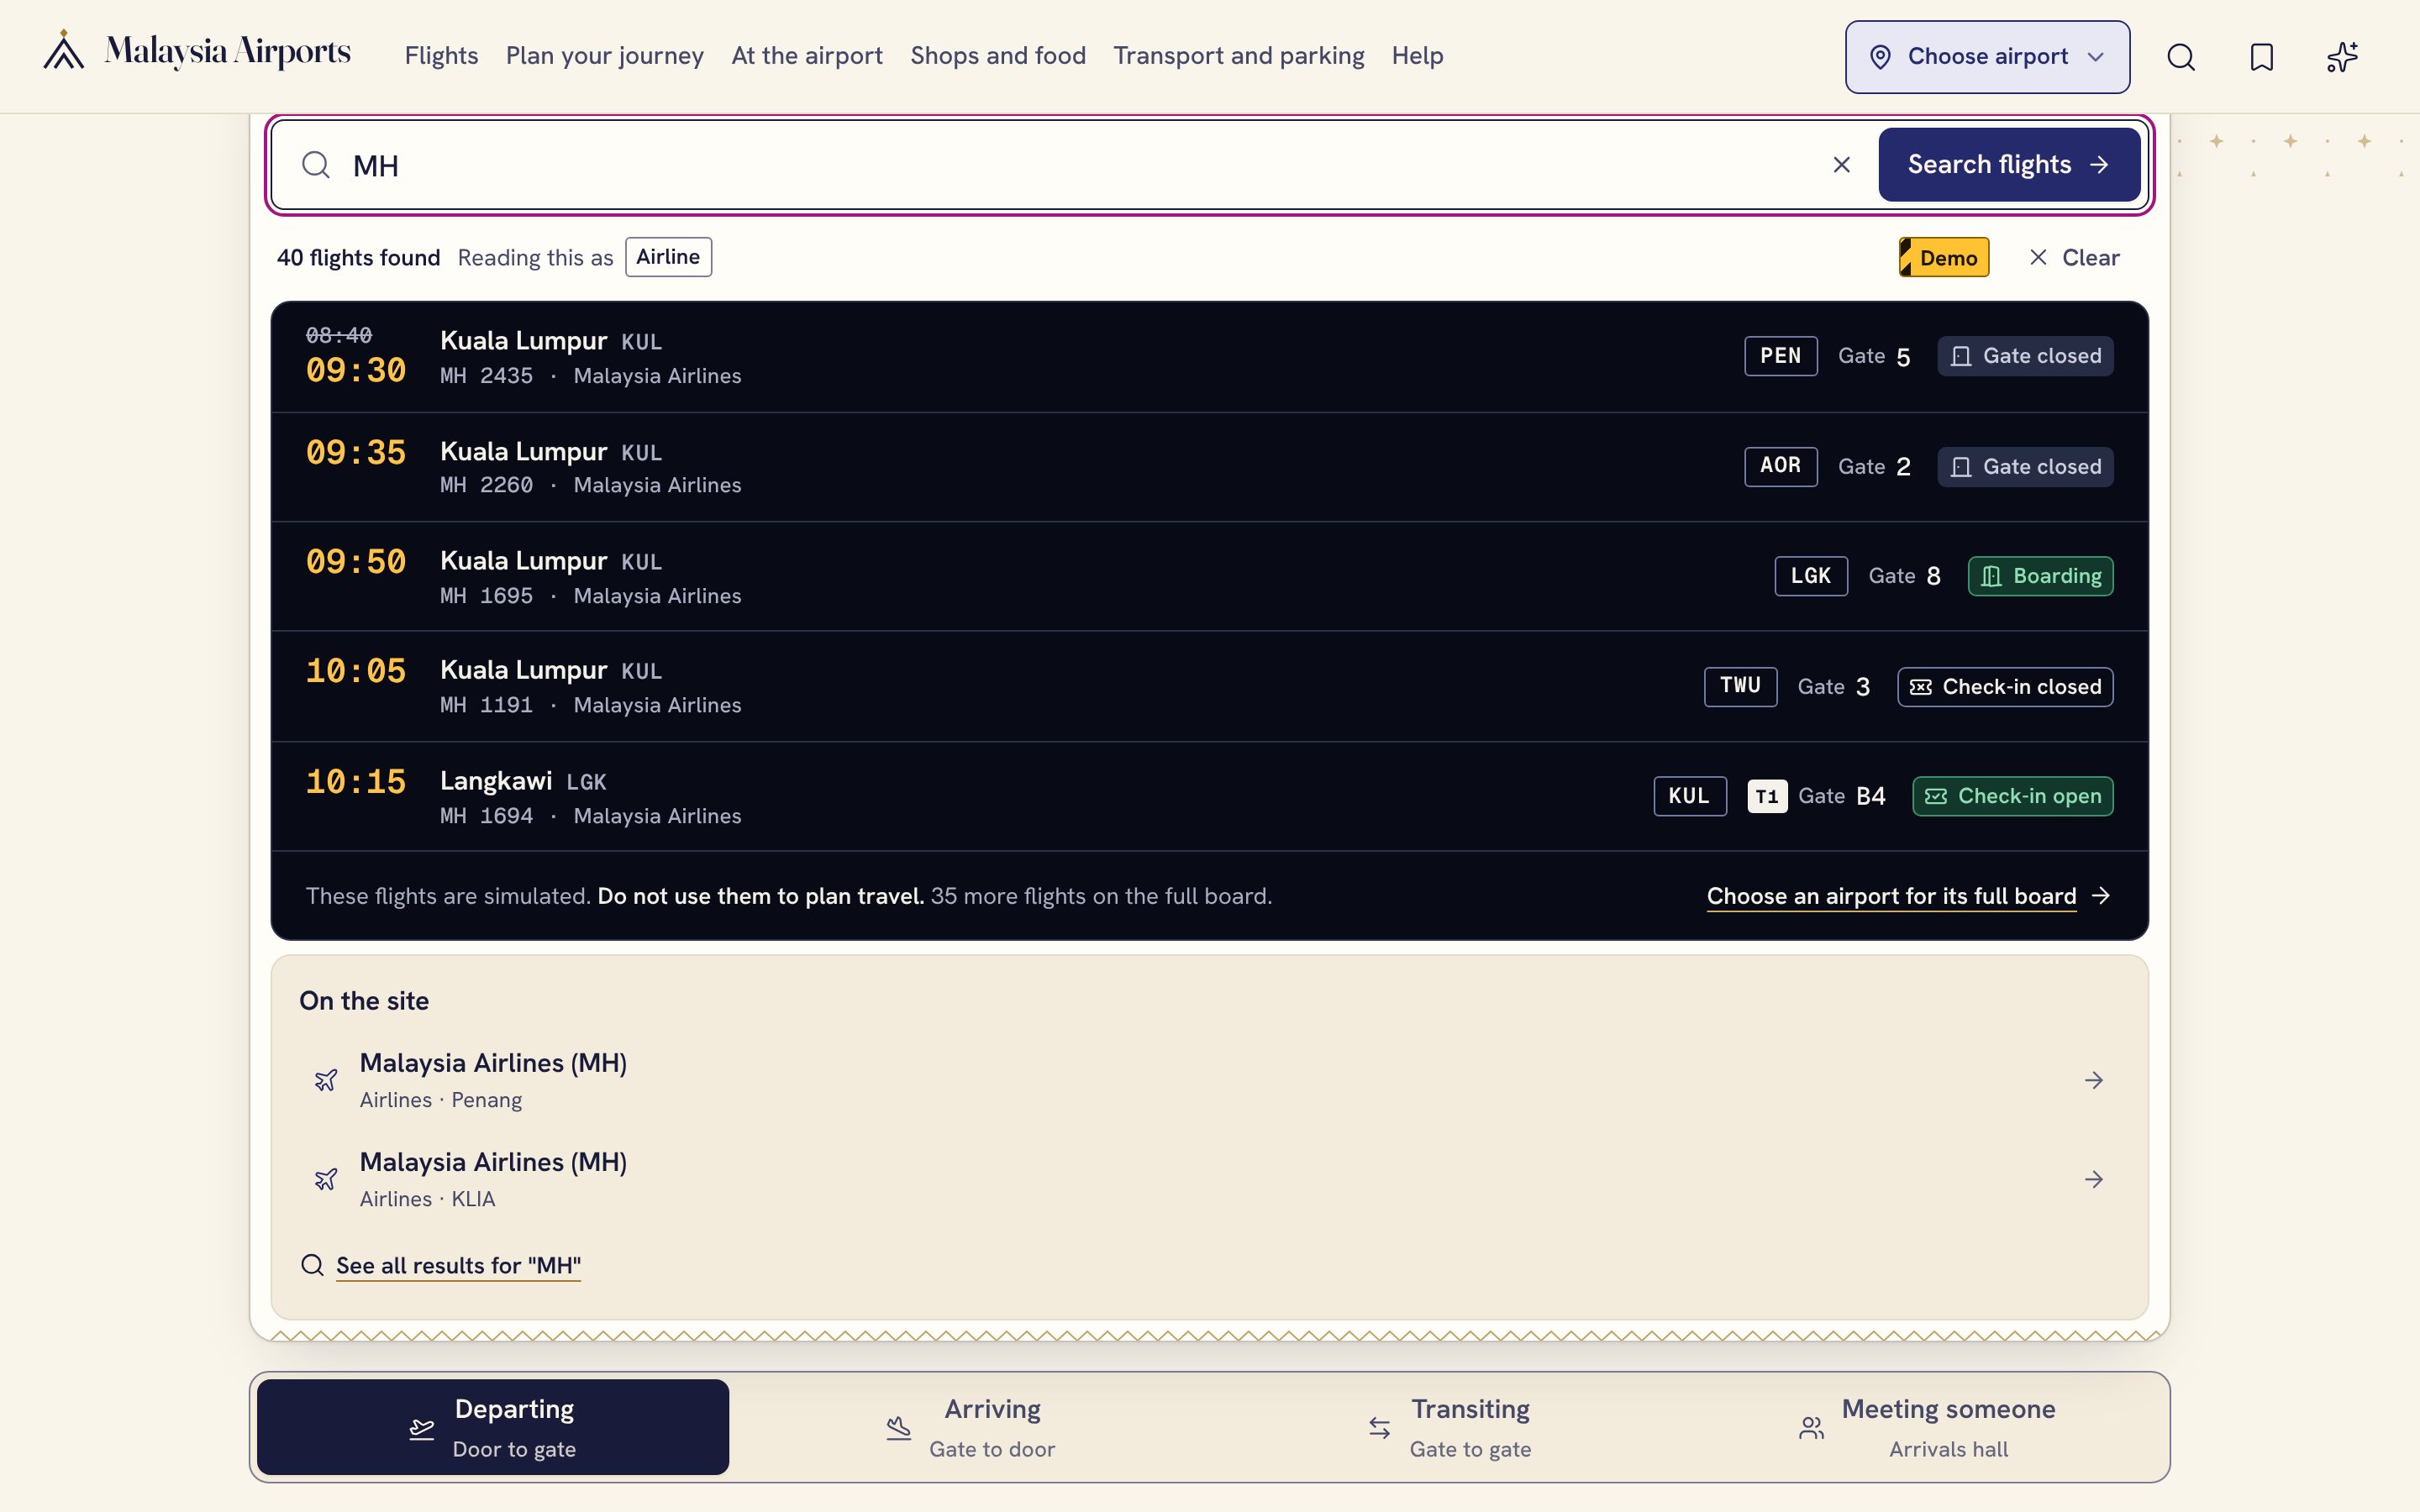 Malaysia Airports
Flights Plan your journey At the airport Shops and food Transport and parking Help
Choose airport
MH
Search flights
40 flights found Reading this as Airline
Demo
Clear
08:40
09:30
Kuala Lumpur KUL
MH 2435 · Malaysia Airlines
PEN Gate 5 Gate closed
09:35
Kuala Lumpur KUL
MH 2260 · Malaysia Airlines
AOR Gate 2 Gate closed
09:50
Kuala Lumpur KUL
MH 1695 · Malaysia Airlines
LGK Gate 8 Boarding
10:05
Kuala Lumpur KUL
MH 1191 · Malaysia Airlines
TWU Gate 3 Check-in closed
10:15
Langkawi LGK
MH 1694 · Malaysia Airlines
KUL T1 Gate B4 Check-in open
These flights are simulated. Do not use them to plan travel. 35 more flights on the full board.
Choose an airport for its full board
On the site
Malaysia Airlines (MH)
Airlines · Penang
Malaysia Airlines (MH)
Airlines · KLIA
See all results for "MH"
Departing
Door to gate
Arriving
Gate to door
Transiting
Gate to gate
Meeting someone
Arrivals hall